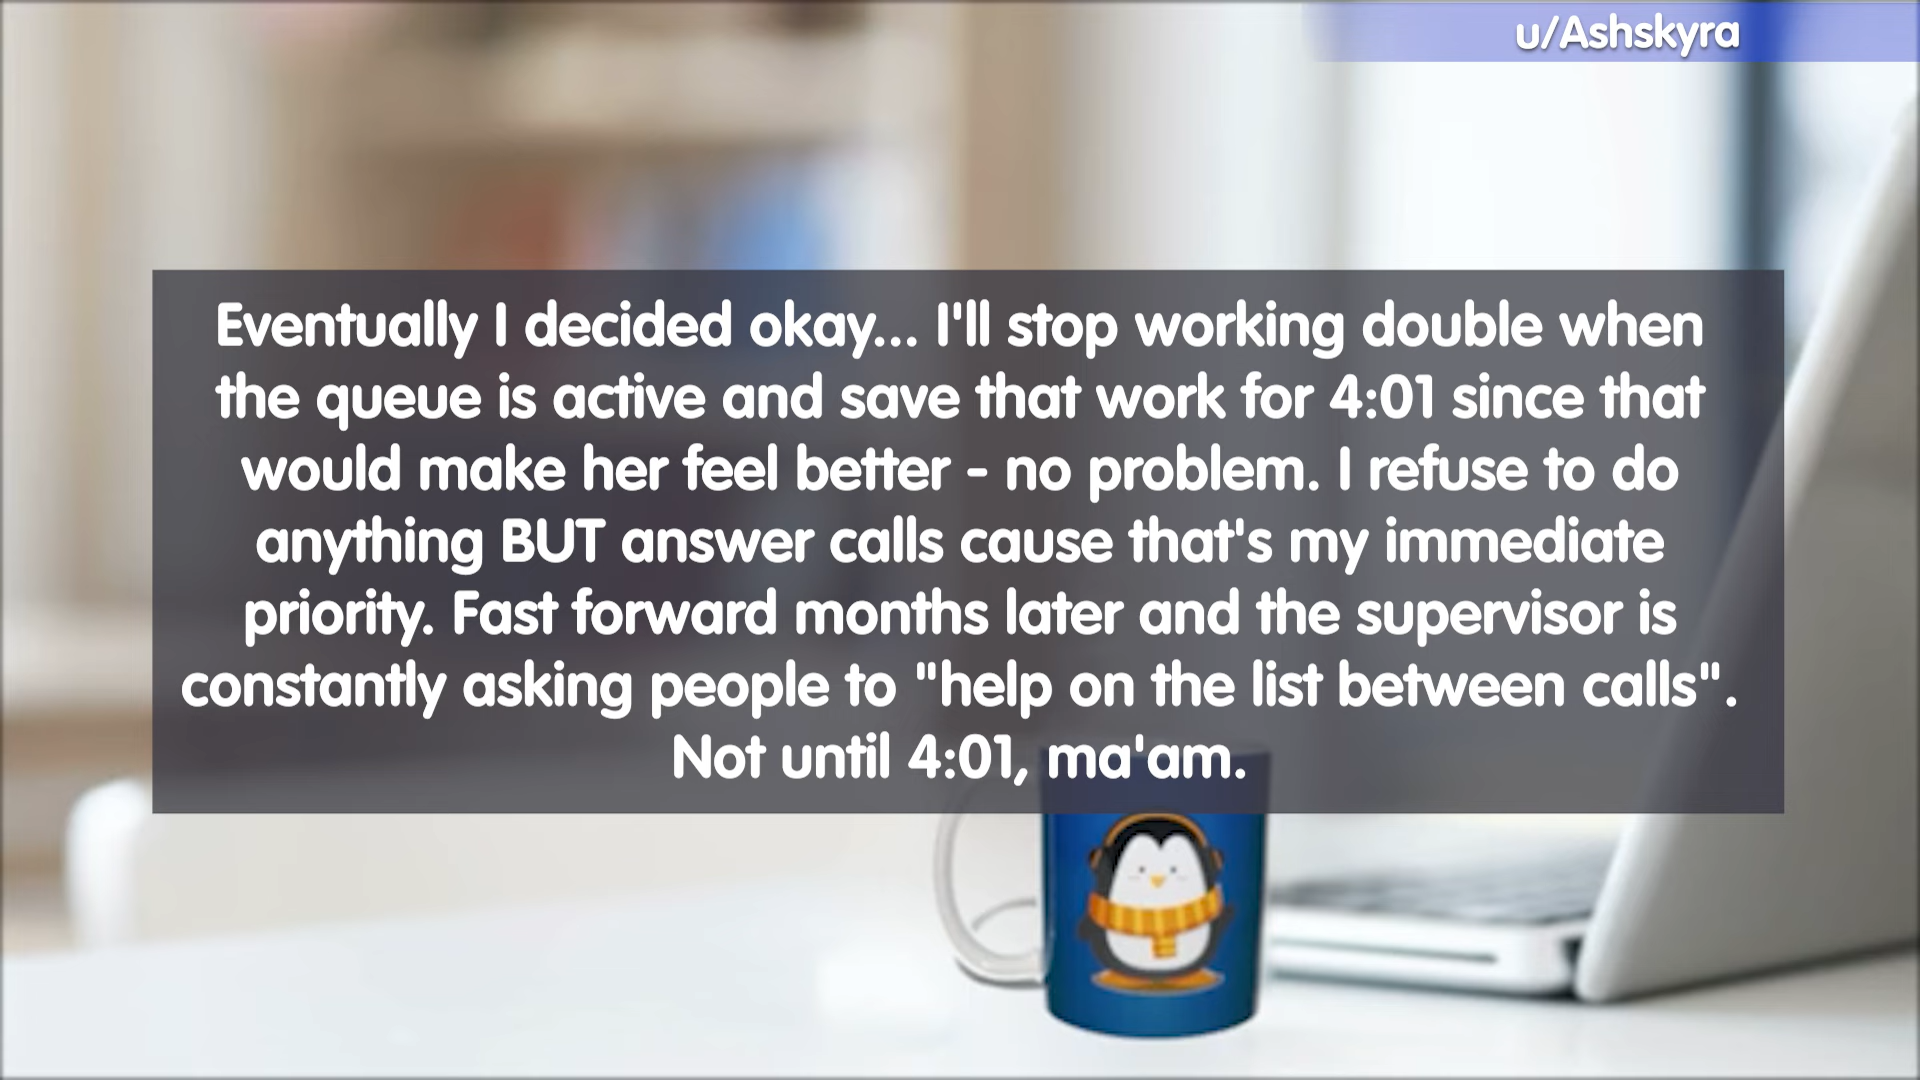 u/Ashskyra
Eventually I decided okay... I'll stop working double when
the queue is active and save that work for 4:01 since that
would make her feel better - no problem. I refuse to do
anything BUT answer calls cause that's my immediate
priority. Fast forward months later and the supervisor is
constantly asking people to "help on the list between calls".
Not until 4:01, ma'am.